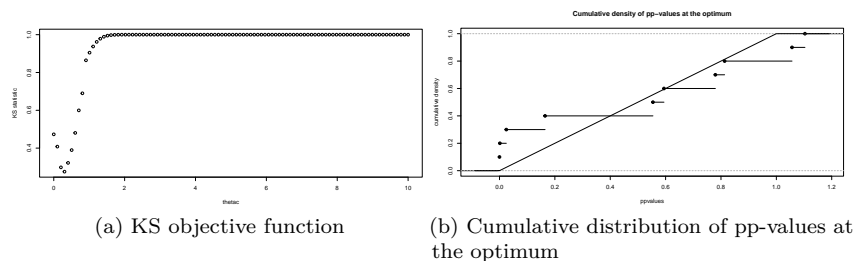 Cumulative density of pp−values at the optimum
KS statistic
1.0
0.8
0.6
0.4
0 2 4 6 8 10
thetac
cumulative density
1.0
0.8
0.6
0.4
0.2
0.0
0.0 0.2 0.4 0.6 0.8 1.0 1.2
ppvalues
(a) KS objective function
(b) Cumulative distribution of pp-values at
the optimum